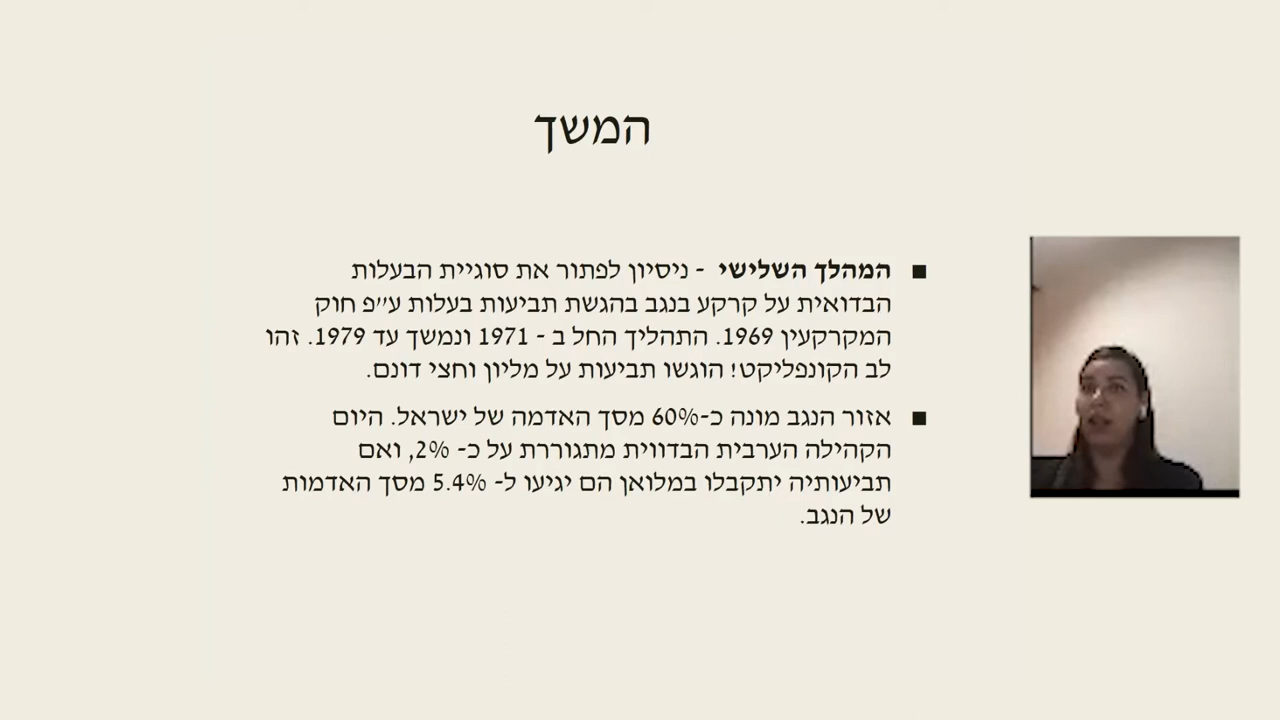 המשך
■ המהלך השלישי - ניסיון לפתור את סוגיית הבעלות
הבדואית על קרקע בנגב בהגשת תביעות בעלות ע״פ חוק
המקרקעין 1969. התהליך החל ב - 1971 ונמשך עד 1979. זהו
לב הקונפליקט! הוגשו תביעות על מליון וחצי דונם.
■ אזור הנגב מונה כ-60% מסך האדמה של ישראל. היום
הקהילה הערבית הבדווית מתגוררת על כ- 2%, ואם
תביעותיה יתקבלו במלואן הם יגיעו ל- 5.4% מסך האדמות
של הנגב.